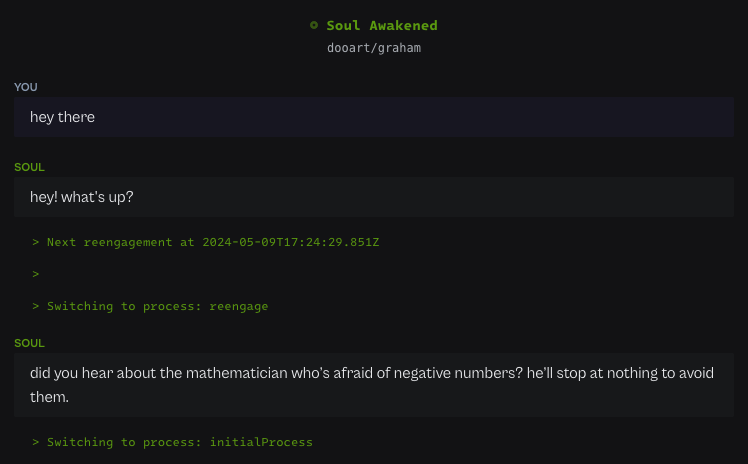 Soul Awakened
dooart/graham
YOU
hey there
SOUL
hey! what's up?
> Next reengagement at 2024-05-09T17:24:29.851Z
>
> Switching to process: reengage
SOUL
did you hear about the mathematician who's afraid of negative numbers? he'll stop at nothing to avoid
them.
> Switching to process: initialProcess